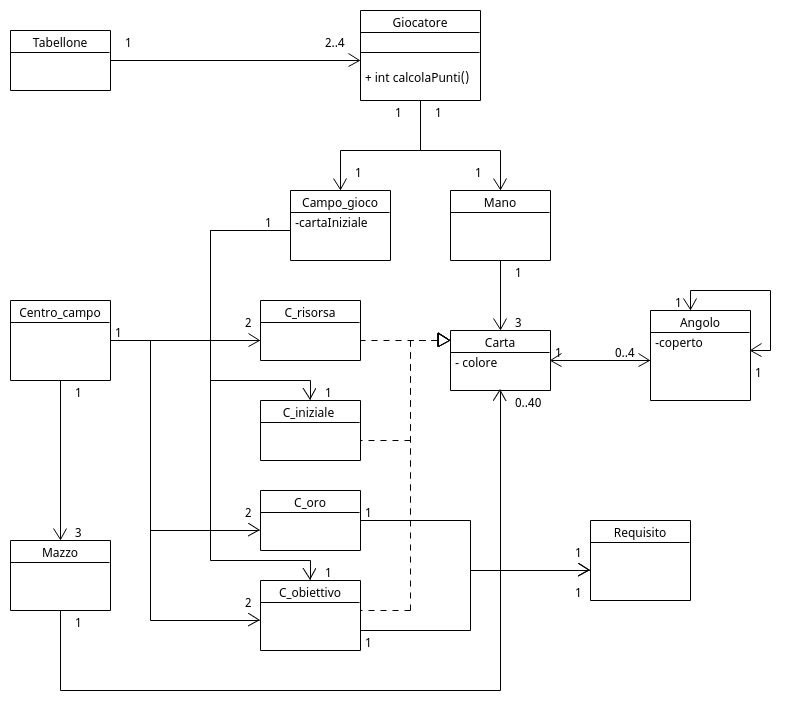 Giocatore
Tabellone
1
2..4
+ int calcolaPunti()
1
1
1
1
Campo_gioco
-cartaIniziale
1
Mano
1
3
Centro_campo
1
1
C_risorsa
2
Carta
- colore
1
0..4
0..40
Angolo
-coperto
1
1
C_iniziale
1
C_oro
2
1
Mazzo
3
1
C_obiettivo
1
2
1
Requisito
1
1